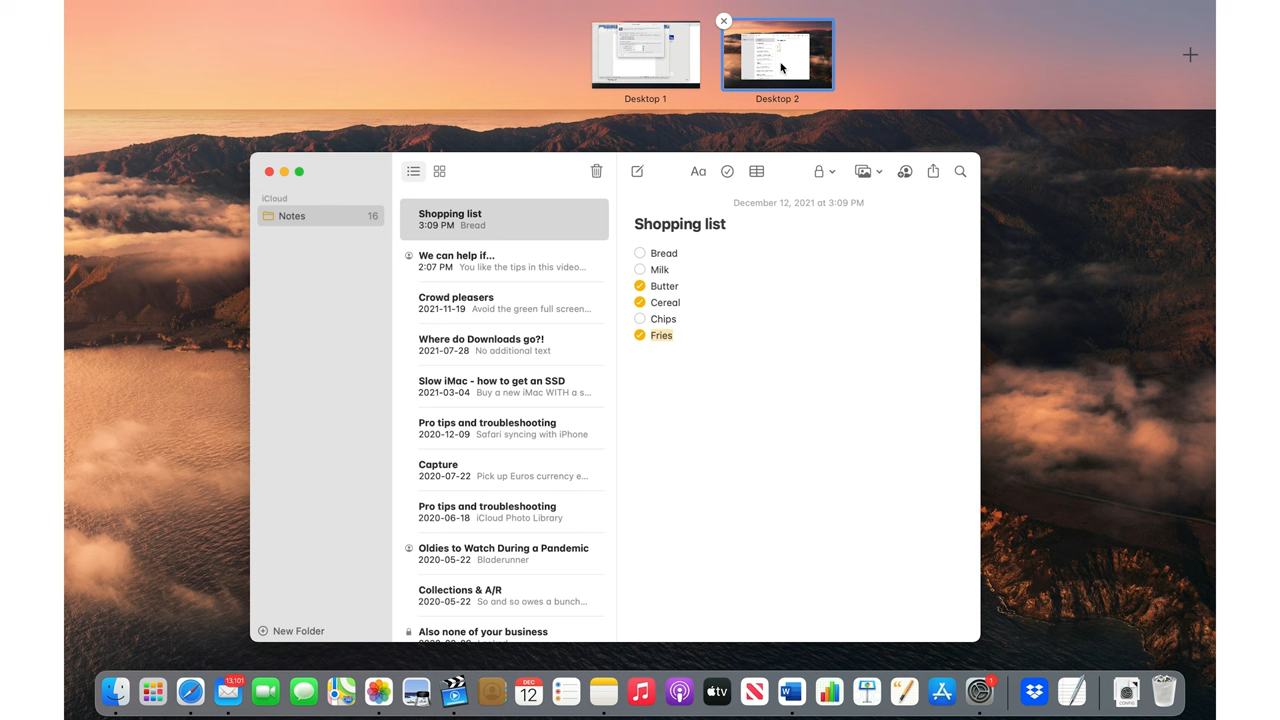 Desktop 1
Desktop 2
iCloud
Notes 16
New Folder
Shopping list
3:09 PM Bread
We can help if...
2:07 PM You like the tips in this video...
Crowd pleasers
2021-11-19 Avoid the green full screen...
Where do Downloads go?!
2021-07-28 No additional text
Slow iMac - how to get an SSD
2021-03-04 Buy a new iMac WITH a s...
Pro tips and troubleshooting
2020-12-09 Safari syncing with iPhone
Capture
2020-07-22 Pick up Euros currency e...
Pro tips and troubleshooting
2020-06-18 iCloud Photo Library
Oldies to Watch During a Pandemic
2020-05-22 Bladerunner
Collections & A/R
2020-05-22 So and so owes a bunch...
Also none of your business
Aa
December 12, 2021 at 3:09 PM
Shopping list
Bread
Milk
Butter
Cereal
Chips
Fries
13,101
DEC
12
tv
1
CONFIG